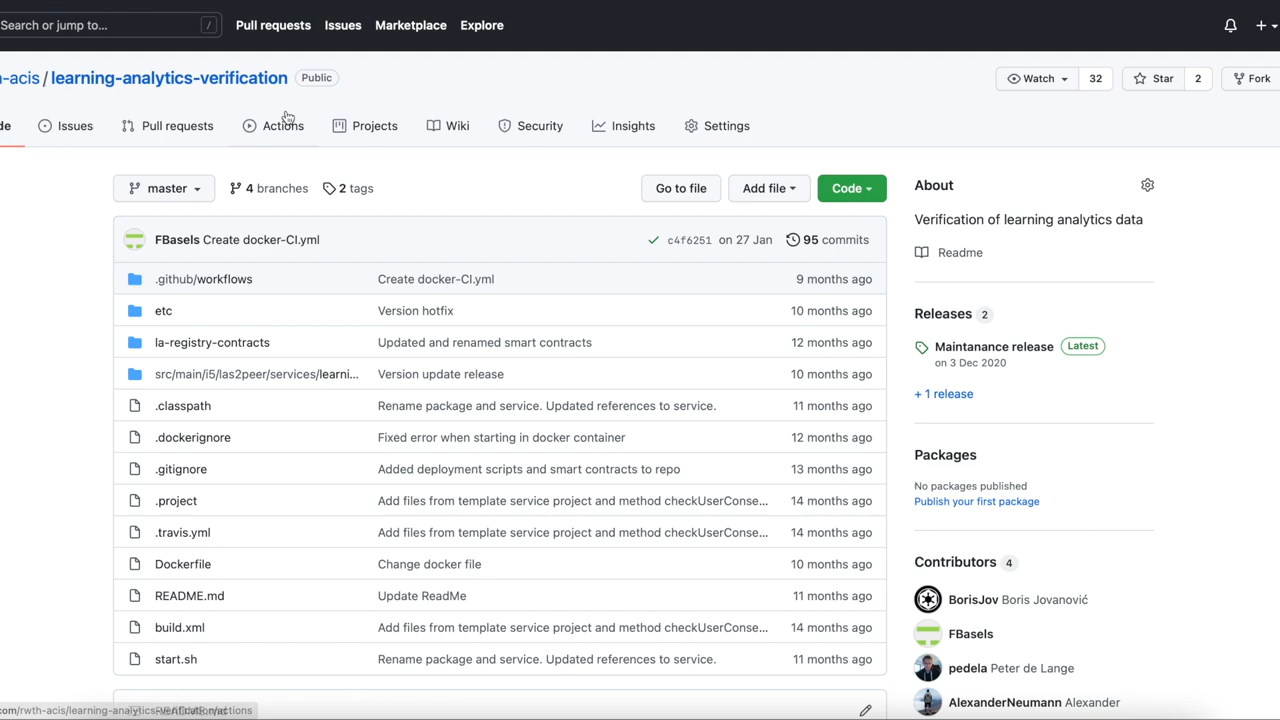 Search or jump to... /
Pull requests Issues Marketplace Explore
-acis / learning-analytics-verification Public
Watch 32 Star 2 Fork
de Issues Pull requests Actions Projects Wiki Security Insights Settings
master 4 branches 2 tags Go to file Add file Code
FBasels Create docker-CI.yml c4f6251 on 27 Jan 95 commits
.github/workflows Create docker-CI.yml 9 months ago
etc Version hotfix 10 months ago
la-registry-contracts Updated and renamed smart contracts 12 months ago
src/main/i5/las2peer/services/learni... Version update release 10 months ago
.classpath Rename package and service. Updated references to service. 11 months ago
.dockerignore Fixed error when starting in docker container 12 months ago
.gitignore Added deployment scripts and smart contracts to repo 13 months ago
.project Add files from template service project and method checkUserConse... 14 months ago
.travis.yml Add files from template service project and method checkUserConse... 14 months ago
Dockerfile Change docker file 10 months ago
README.md Update ReadMe 11 months ago
build.xml Add files from template service project and method checkUserConse... 14 months ago
start.sh Rename package and service. Updated references to service. 11 months ago
About
Verification of learning analytics data
Readme
Releases 2
Maintanance release Latest
on 3 Dec 2020
+ 1 release
Packages
No packages published
Publish your first package
Contributors 4
BorisJov Boris Jovanović
FBasels
pedela Peter de Lange
AlexanderNeumann Alexander
com/rwth-acis/learning-analytics-verification/actions